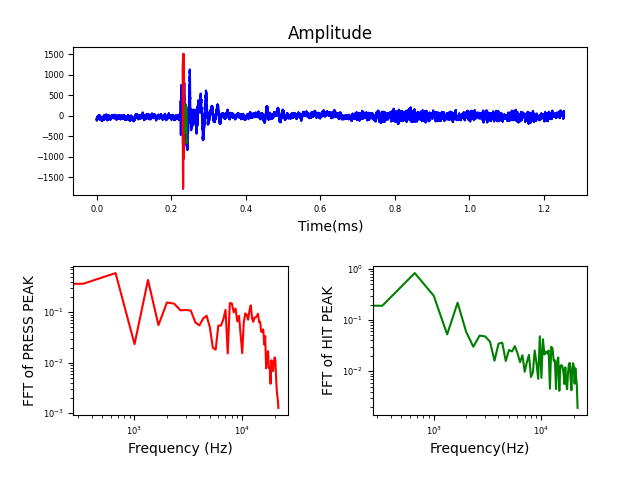 Amplitude
1500
1000
500
0
−500
−1000
−1500
0.0 0.2 0.4 0.6 0.8 1.0 1.2
Time(ms)
FFT of PRESS PEAK
10⁻¹
10⁻²
10⁻³
10³ 10⁴
Frequency (Hz)
FFT of HIT PEAK
10⁰
10⁻¹
10⁻²
10³ 10⁴
Frequency(Hz)